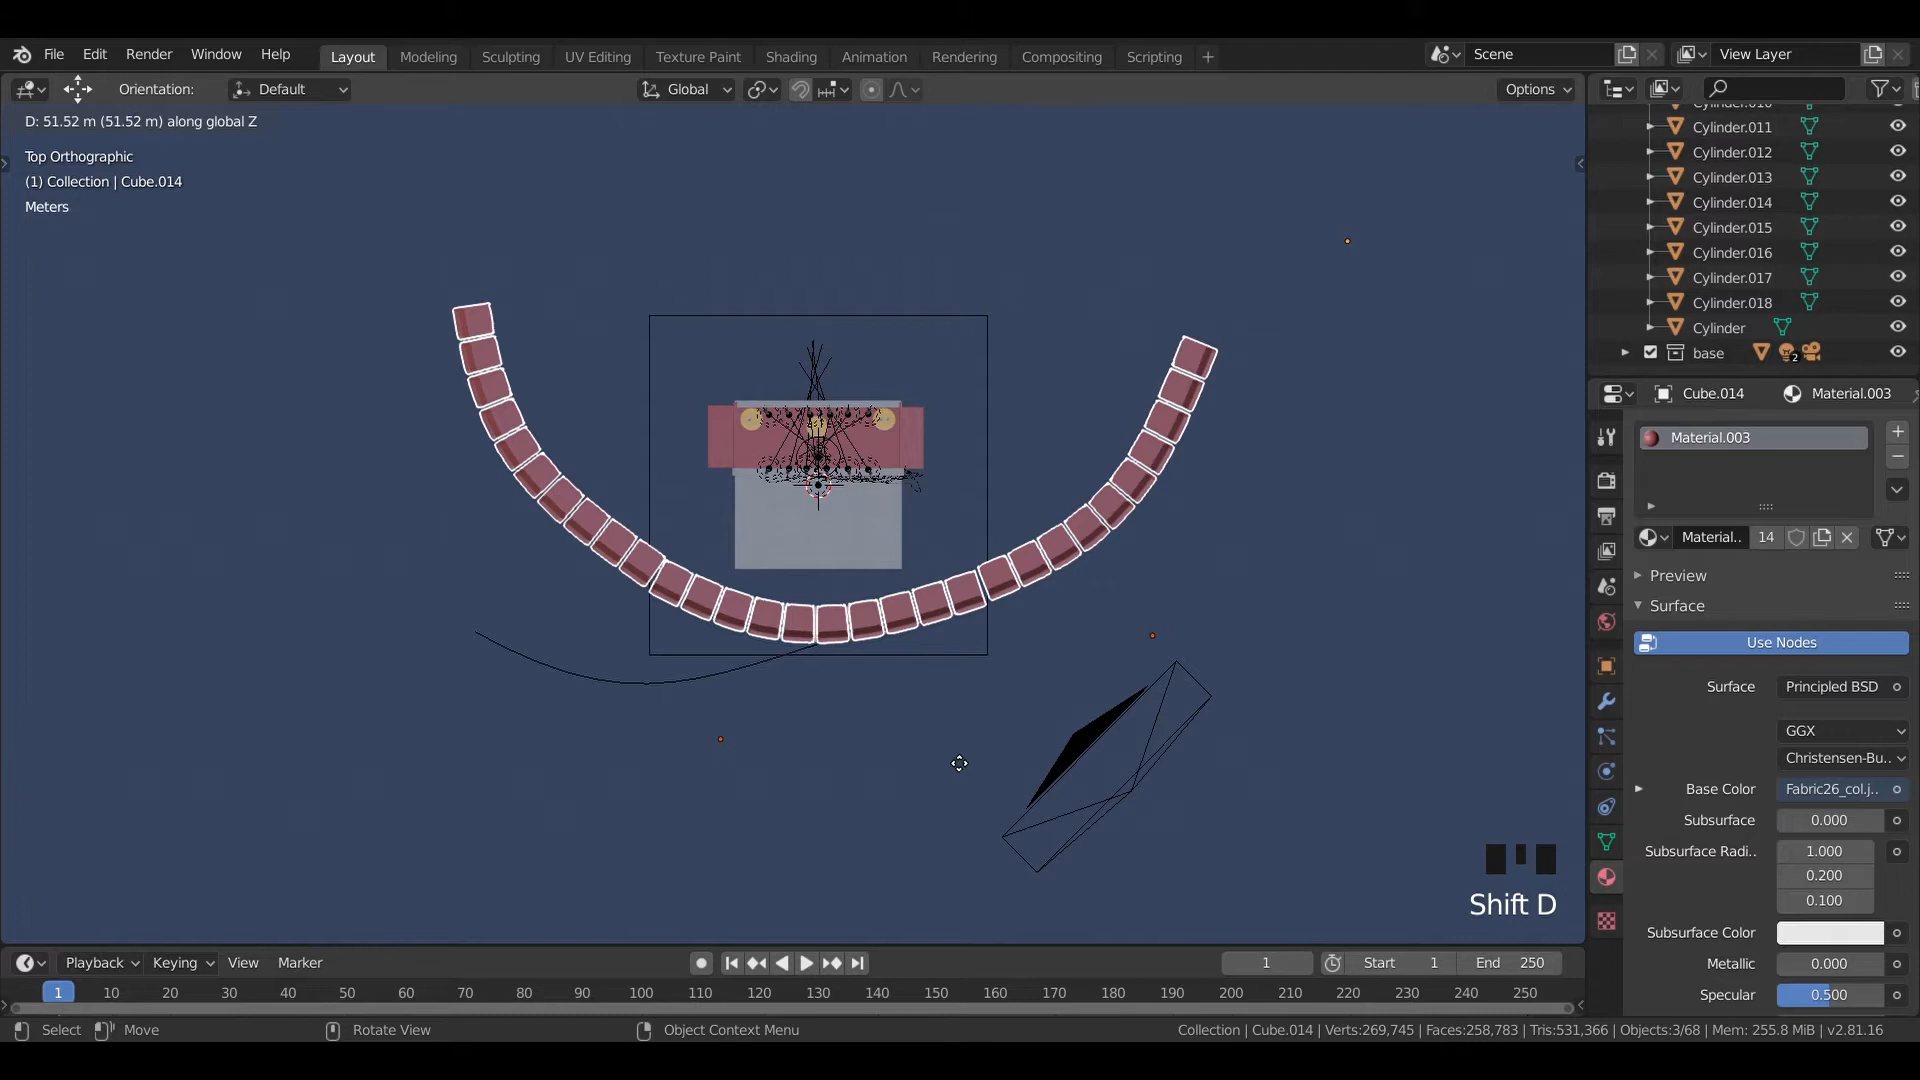 File Edit Render Window Help Layout Modeling Sculpting UV Editing Texture Paint Shading Animation Rendering Compositing Scripting + Scene View Layer
Orientation: Default Global Options
D: 51.52 m (51.52 m) along global Z
Top Orthographic
(1) Collection | Cube.014
Meters
Cylinder.010
Cylinder.011
Cylinder.012
Cylinder.013
Cylinder.014
Cylinder.015
Cylinder.016
Cylinder.017
Cylinder.018
Cylinder
base 2
Cube.014 Material.003
Material.003
Material.. 14
Preview
Surface
Use Nodes
Surface Principled BSD
GGX
Christensen-Bu..
Base Color Fabric26_col.j..
Subsurface 0.000
Subsurface Radi.. 1.000
0.200
0.100
Subsurface Color
Metallic 0.000
Specular 0.500
Shift D
Playback Keying View Marker 1 Start 1 End 250
1 10 20 30 40 50 60 70 80 90 100 110 120 130 140 150 160 170 180 190 200 210 220 230 240 250
Select Move Rotate View Object Context Menu Collection | Cube.014 | Verts:269,745 | Faces:258,783 | Tris:531,366 | Objects:3/68 | Mem: 255.8 MiB | v2.81.16